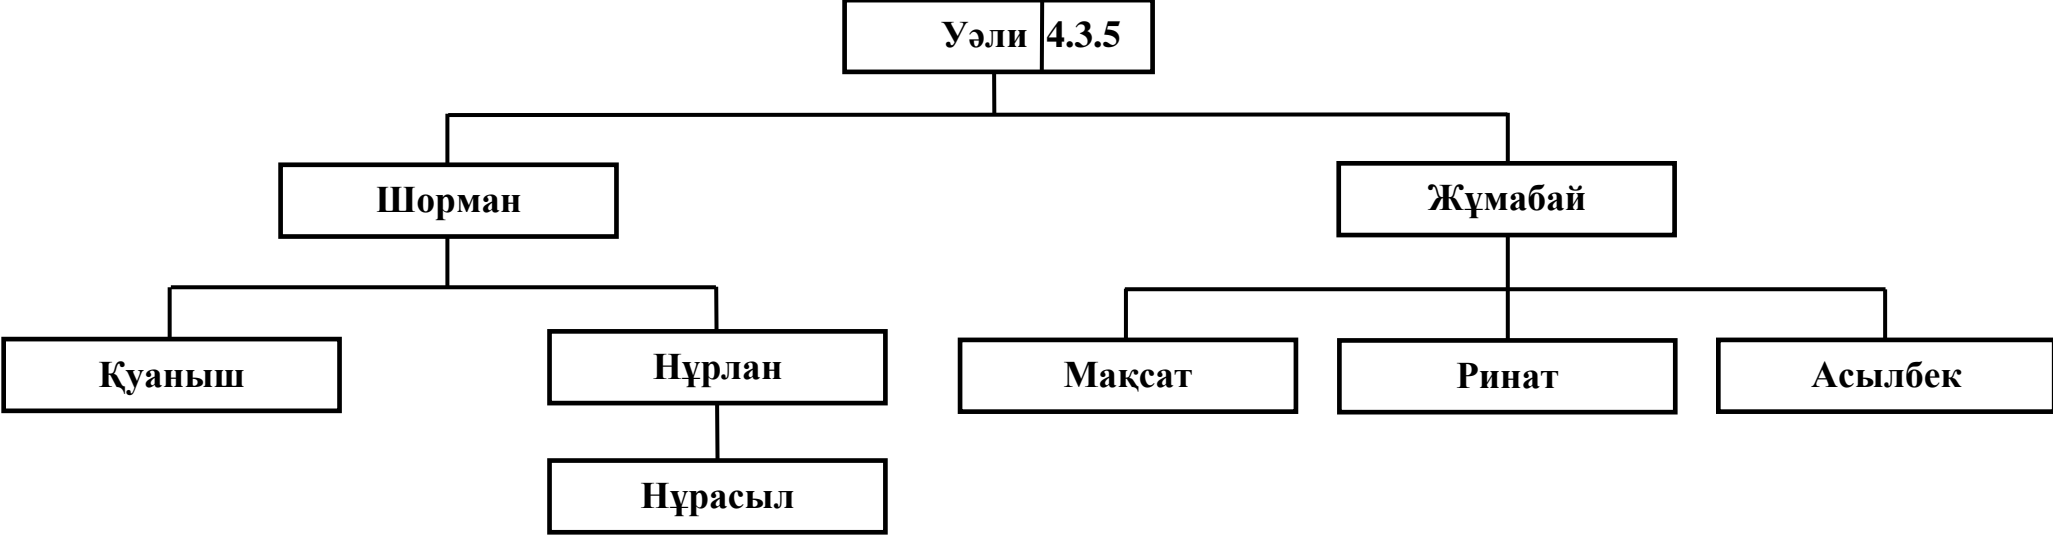 Уәли 4.3.5
Шорман
Жұмабай
Қуаныш
Нұрлан
Мақсат
Ринат
Асылбек
Нұрасыл